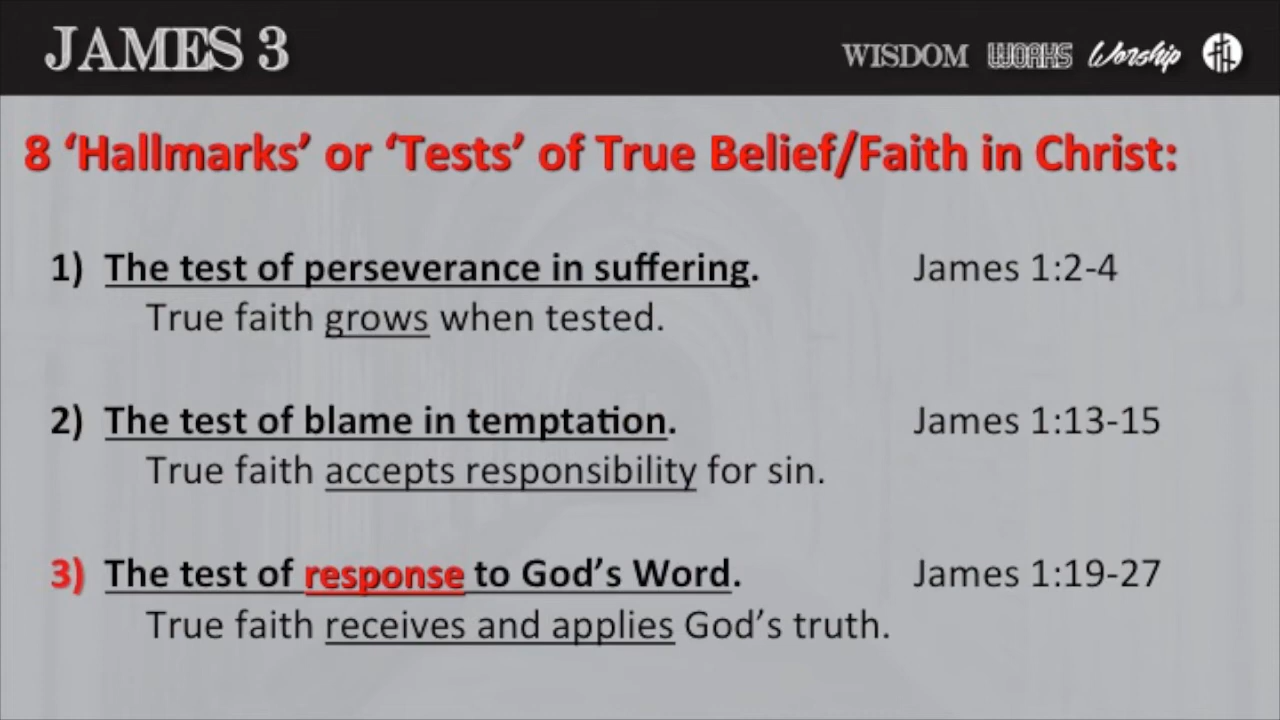 JAMES 3
WISDOM WORKS Worship
8 ‘Hallmarks’ or ‘Tests’ of True Belief/Faith in Christ:
1) The test of perseverance in suffering. James 1:2-4
True faith grows when tested.
2) The test of blame in temptation. James 1:13-15
True faith accepts responsibility for sin.
3) The test of response to God’s Word. James 1:19-27
True faith receives and applies God’s truth.